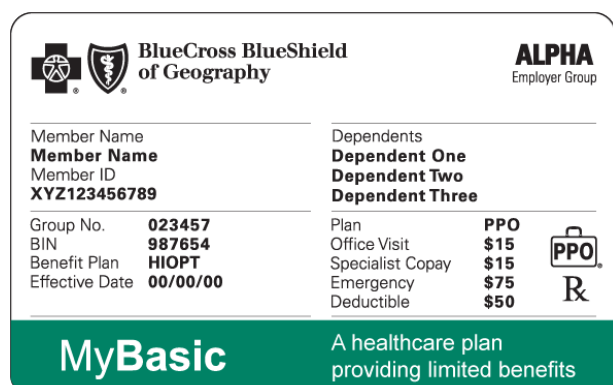 BlueCross BlueShield
of Geography
®
®
ALPHA
Employer Group
Member Name
Member Name
Member ID
XYZ123456789
Dependents
Dependent One
Dependent Two
Dependent Three
Group No. 023457
BIN 987654
Benefit Plan HIOPT
Effective Date 00/00/00
Plan PPO
Office Visit $15
Specialist Copay $15
Emergency $75
Deductible $50
PPO®
Rx
MyBasic
A healthcare plan
providing limited benefits